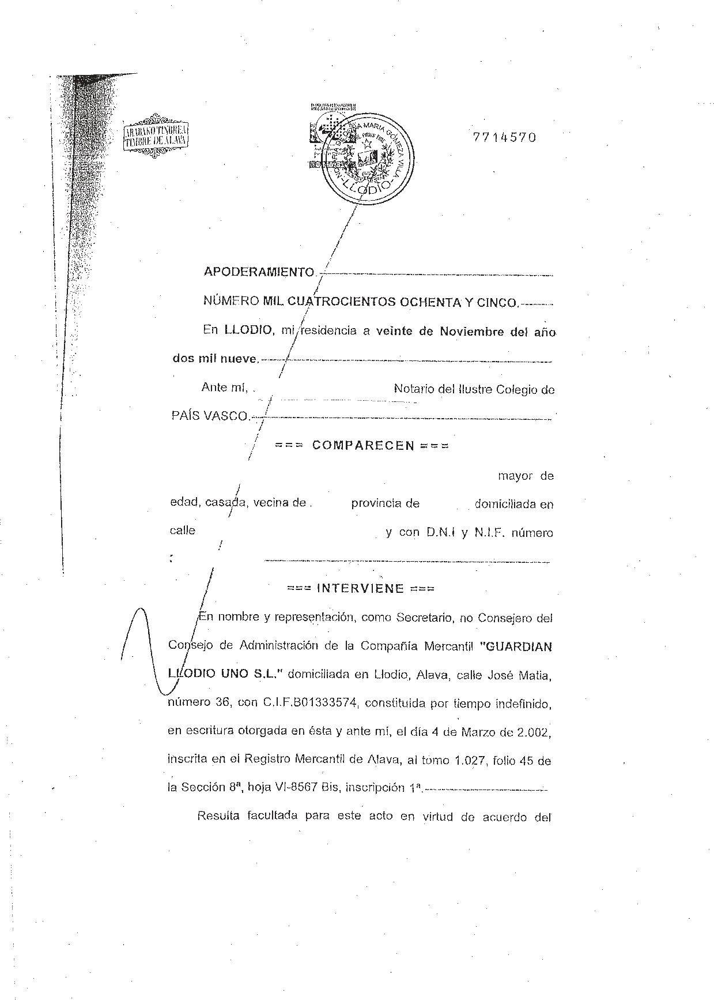 ARABAKO TINBREA
TIMBRE DE ALAVA
MARIA GÓMEZA VILLA
-LLODIO-
7714570
APODERAMIENTO.
NÚMERO MIL CUATROCIENTOS OCHENTA Y CINCO.
En LLODIO, mi residencia a veinte de Noviembre del año
dos mil nueve.
Ante mí, . Notario del Ilustre Colegio de
PAÍS VASCO.
=== COMPARECEN ===
mayor de
edad, casada, vecina de . provincia de domiciliada en
calle y con D.N.I y N.I.F. número
=== INTERVIENE ===
En nombre y representación, como Secretario, no Consejero del
Consejo de Administración de la Compañía Mercantil "GUARDIAN
LLODIO UNO S.L." domiciliada en Llodio, Alava, calle José Matia,
número 36, con C.I.F.B01333574, constituida por tiempo indefinido,
en escritura otorgada en ésta y ante mí, el día 4 de Marzo de 2.002,
inscrita en el Registro Mercantil de Alava, al tomo 1.027, folio 45 de
la Sección 8ª, hoja VI-8567 Bis, inscripción 1ª.
Resulta facultada para este acto en virtud de acuerdo del